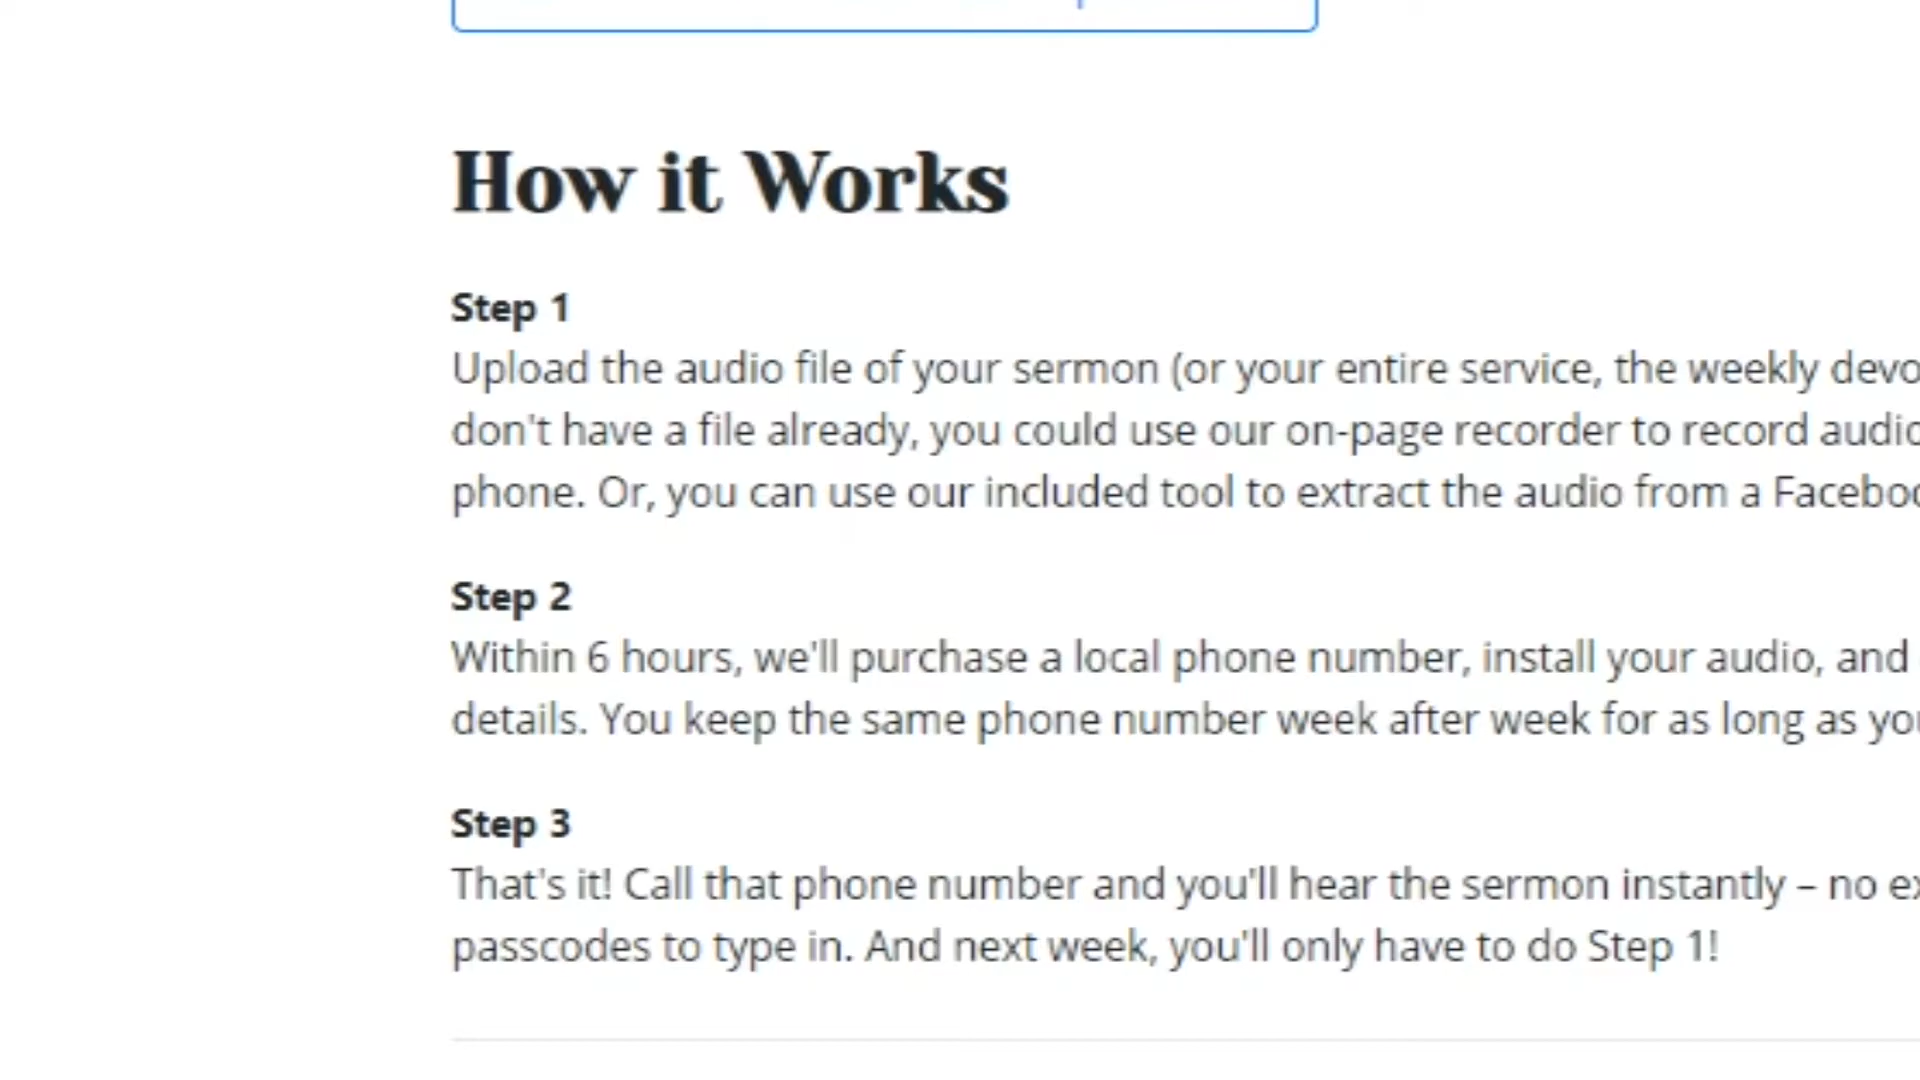 How it Works
Step 1
Upload the audio file of your sermon (or your entire service, the weekly
don't have a file already, you could use our on-page recorder to record audio
phone. Or, you can use our included tool to extract the audio from a
Step 2
Within 6 hours, we'll purchase a local phone number, install your audio, and
details. You keep the same phone number week after week for as long as
Step 3
That's it! Call that phone number and you'll hear the sermon instantly – no
passcodes to type in. And next week, you'll only have to do Step 1!